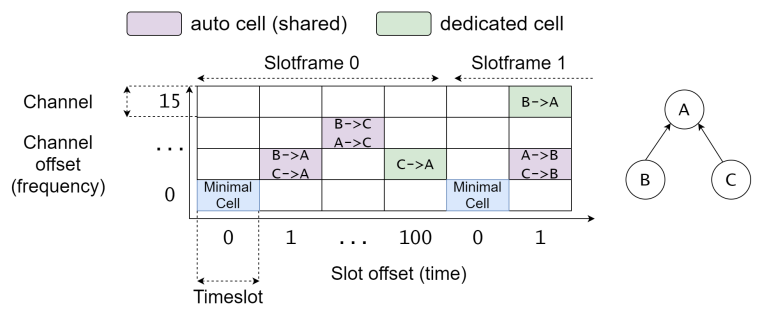 auto cell (shared)
dedicated cell
Slotframe 0
Slotframe 1
Channel
15
B->A
A
B->C
A->C
Channel
offset
(frequency)
...
B->A
C->A
C->A
A->B
C->B
B
C
0
Minimal
Cell
Minimal
Cell
0
1
...
100
0
1
Slot offset (time)
Timeslot